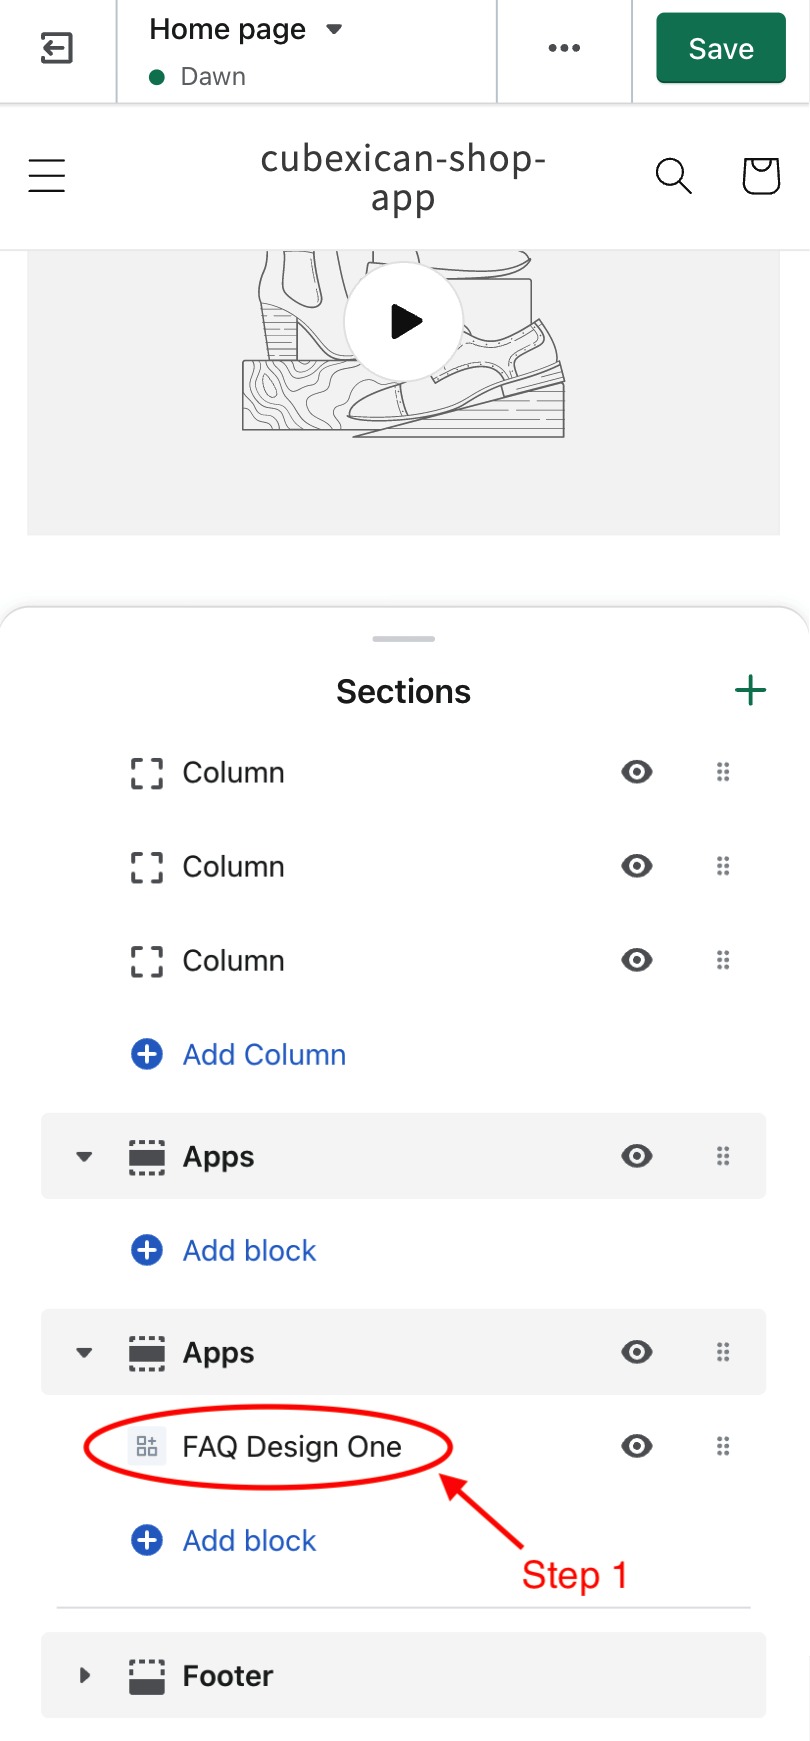 Home page
Dawn
Save
cubexican-shop-
app
Sections
Column
Column
Column
Add Column
Apps
Add block
Apps
FAQ Design One
Add block
Step 1
Footer